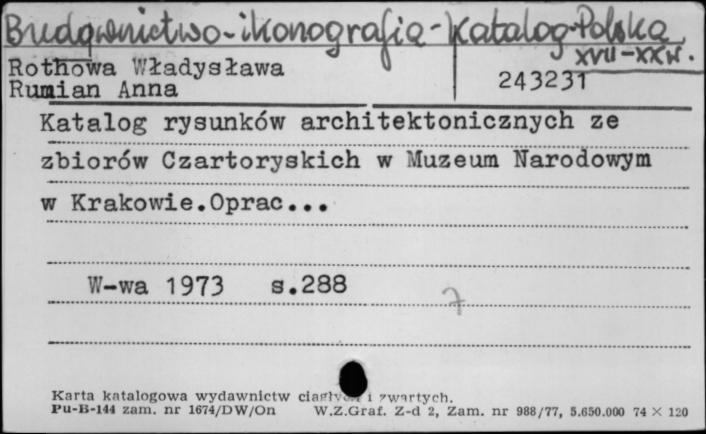 Budownictwo-ikonografia-Katalog-Polska
XVII-XXw.
Rothowa Władysława
Rumian Anna
243231
Katalog rysunków architektonicznych ze
zbiorów Czartoryskich w Muzeum Narodowym
w Krakowie.Oprac...
W-wa 1973 s.288
7
Karta katalogowa wydawnictw ciągłych i zwartych.
Pu-B-144 zam. nr 1674/DW/On W.Z.Graf. Z-d 2, Zam. nr 988/77, 5.650.000 74 × 120